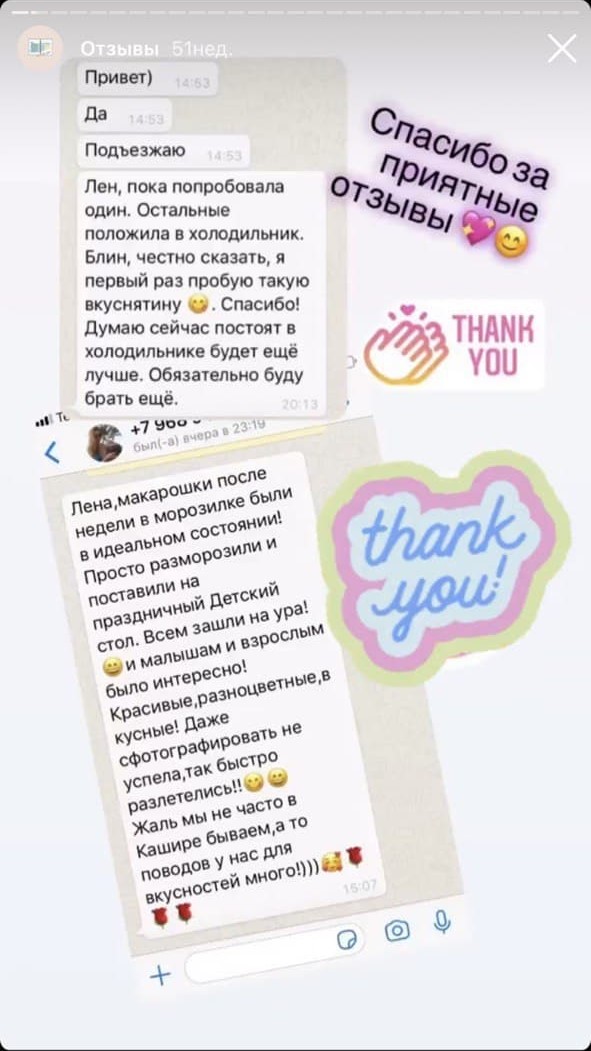 Отзывы 51нед.
Привет) 14:53
Да 14:53
Подъезжаю 14:53
Лен, пока попробовала
один. Остальные
положила в холодильник.
Блин, честно сказать, я
первый раз пробую такую
вкуснятину 😋. Спасибо!
Думаю сейчас постоят в
холодильнике будет ещё
лучше. Обязательно буду
брать ещё. 20:13
Спасибо за
приятные
отзывы 💖😊
THANK
YOU
+7 968
был(-а) вчера в 23:19
Лена,макарошки после
недели в морозилке были
в идеальном состоянии!
Просто разморозили и
поставили на
праздничный Детский
стол. Всем зашли на ура!
😄и малышам и взрослым
было интересно!
Красивые,разноцветные,в
кусные! Даже
сфотографировать не
успела,так быстро
разлетелись!!😋😄
Жаль мы не часто в
Кашире бываем,а то
поводов у нас для
вкусностей много!)))🥰🌹
🌹🌹 15:07
thank
you!